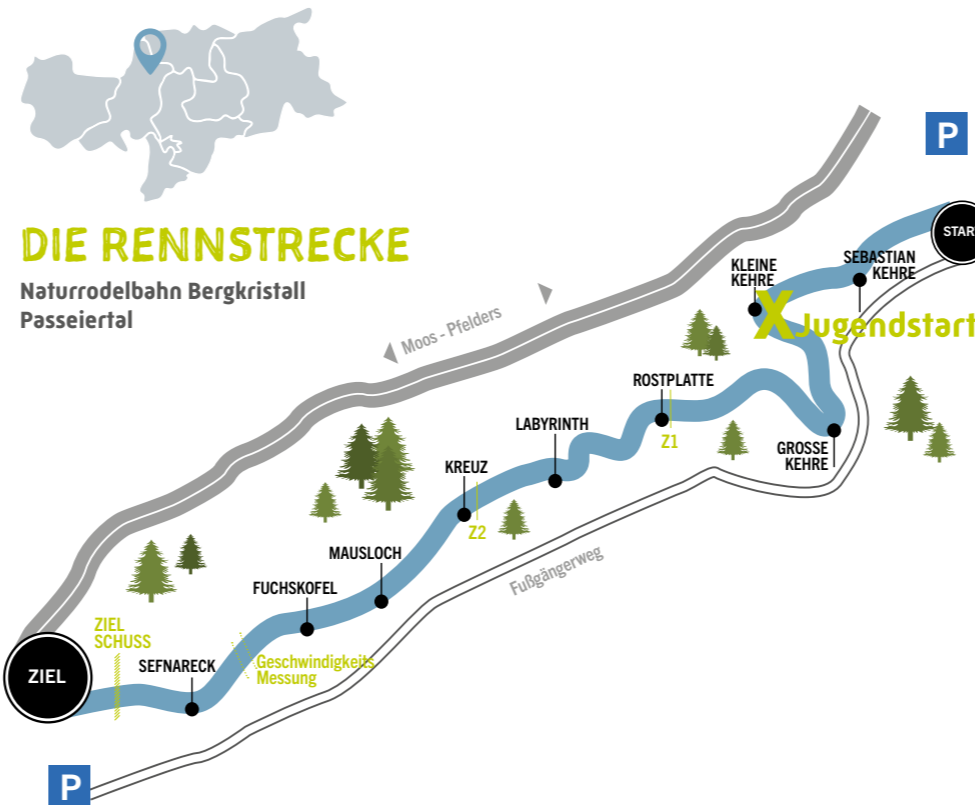 DIE RENNSTRECKE
Naturrodelbahn Bergkristall
Passeiertal
P
STAR
SEBASTIAN
KEHRE
KLEINE
KEHRE
X Jugendstart
Moos - Pfelders
ROSTPLATTE
Z1
GROSSE
KEHRE
LABYRINTH
KREUZ
Z2
MAUSLOCH
Fußgängerweg
FUCHSKOFEL
ZIEL
SCHUSS
Geschwindigkeits
Messung
SEFNARECK
ZIEL
P